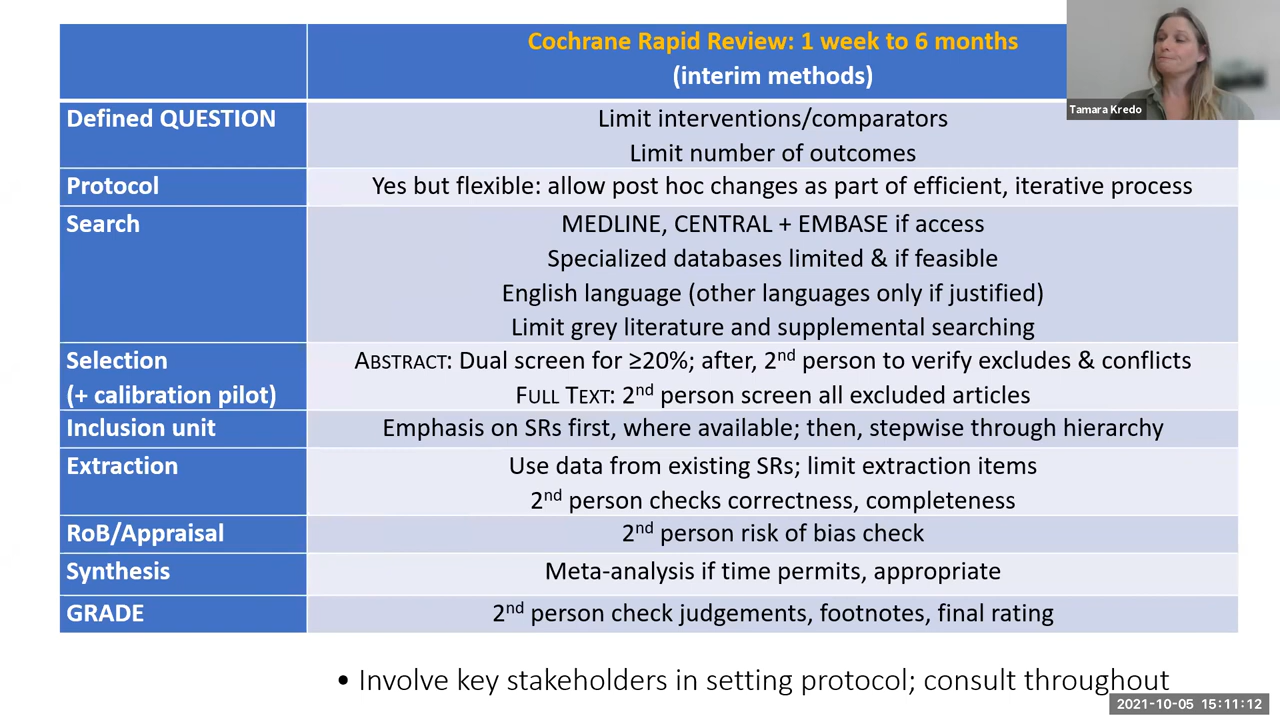 Cochrane Rapid Review: 1 week to 6 months
(interim methods)
Tamara Kredo
Defined QUESTION
Limit interventions/comparators
Limit number of outcomes
Protocol
Yes but flexible: allow post hoc changes as part of efficient, iterative process
Search
MEDLINE, CENTRAL + EMBASE if access
Specialized databases limited & if feasible
English language (other languages only if justified)
Limit grey literature and supplemental searching
Selection
(+ calibration pilot)
ABSTRACT: Dual screen for ≥20%; after, 2nd person to verify excludes & conflicts
FULL TEXT: 2nd person screen all excluded articles
Inclusion unit
Emphasis on SRs first, where available; then, stepwise through hierarchy
Extraction
Use data from existing SRs; limit extraction items
2nd person checks correctness, completeness
RoB/Appraisal
2nd person risk of bias check
Synthesis
Meta-analysis if time permits, appropriate
GRADE
2nd person check judgements, footnotes, final rating
• Involve key stakeholders in setting protocol; consult throughout
2021-10-05 15:11:12